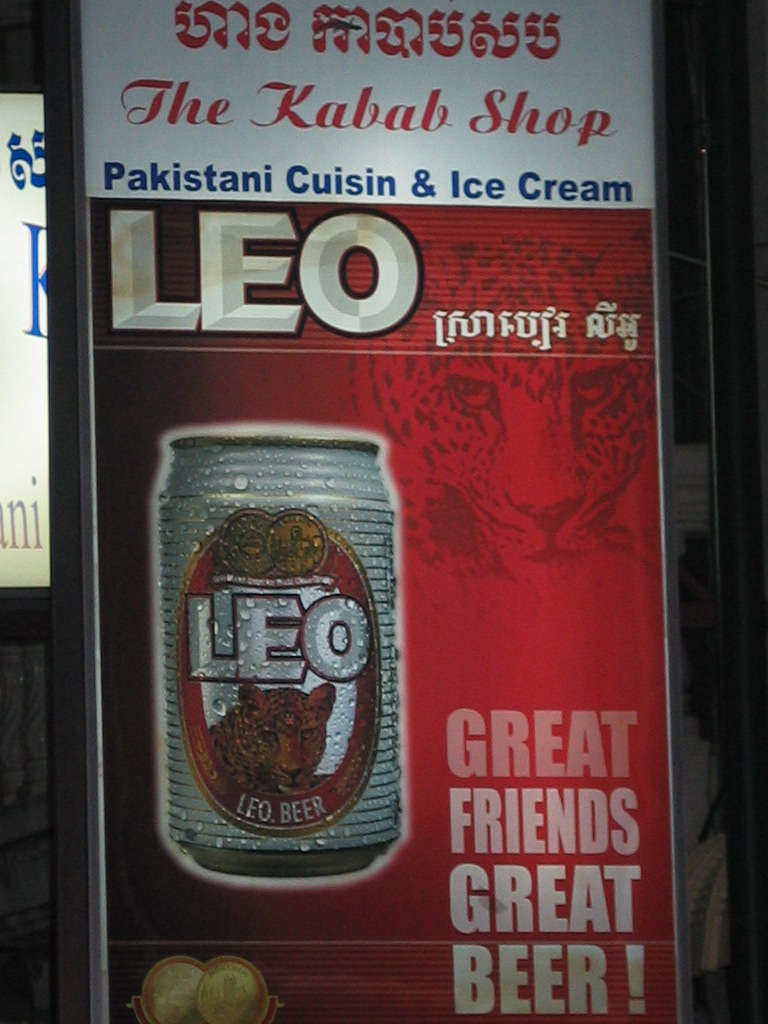 ហាង កាបាប់សប
The Kabab Shop
Pakistani Cuisin & Ice Cream
LEO
ស្រាបៀរ លីអូ
LEO
LEO. BEER
GREAT
FRIENDS
GREAT
BEER !
ani